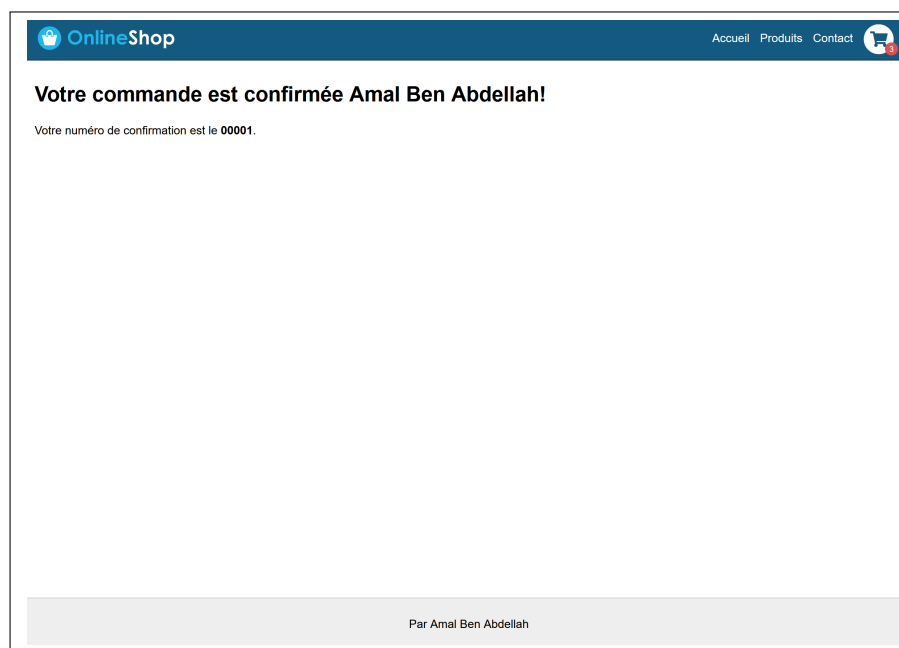 OnlineShop
Accueil Produits Contact
3
Votre commande est confirmée Amal Ben Abdellah!
Votre numéro de confirmation est le 00001.
Par Amal Ben Abdellah